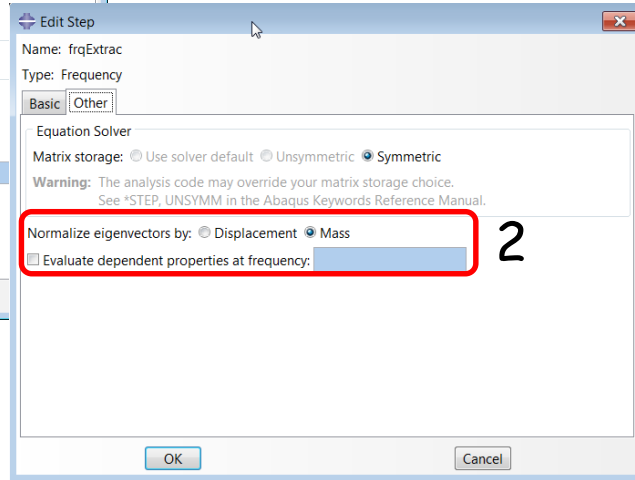 Edit Step
Name: frqExtrac
Type: Frequency
Basic Other
Equation Solver
Matrix storage: Use solver default Unsymmetric Symmetric
Warning: The analysis code may override your matrix storage choice.
See *STEP, UNSYMM in the Abaqus Keywords Reference Manual.
Normalize eigenvectors by: Displacement Mass 2
Evaluate dependent properties at frequency:
OK Cancel